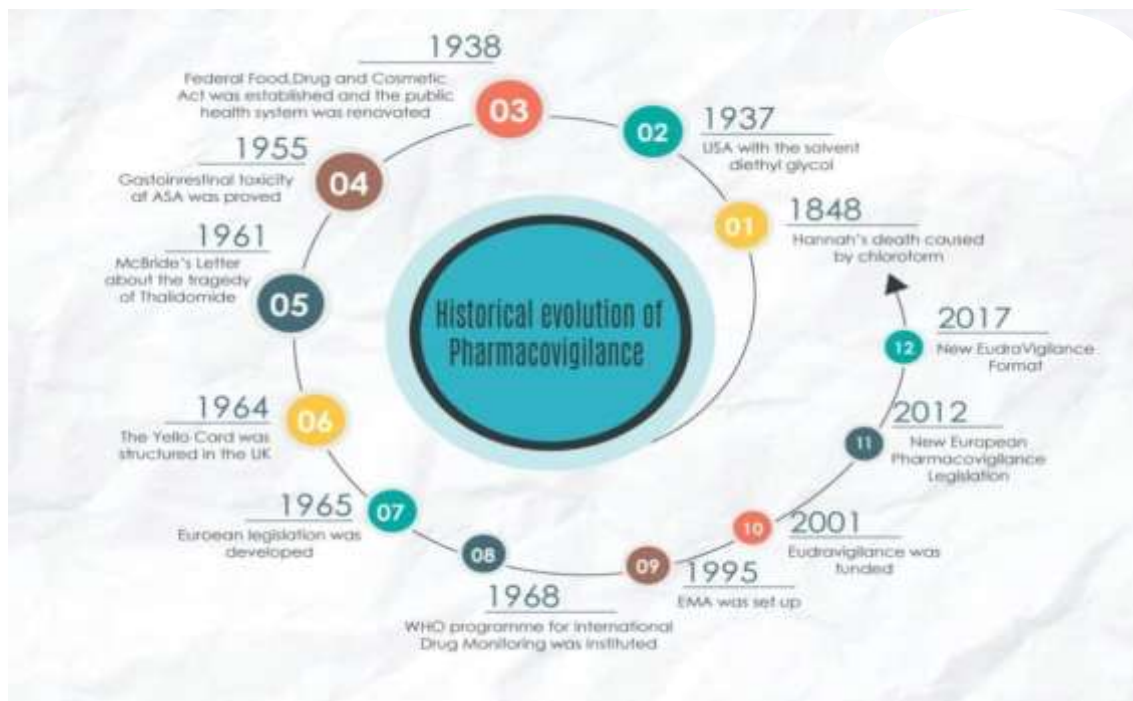 Historical evolution of
Pharmacovigilance
01
1848
Hannah's death caused
by chloroform
02
1937
USA with the solvent
diethyl glycol
03
1938
Federal Food,Drug and Cosmetic
Act was established and the public
health system was renovated
04
1955
Gastoinrestinal toxicity
of ASA was proved
05
1961
McBride's Letter
about the tragedy
of Thalidomide
06
1964
The Yello Card was
structured in the UK
07
1965
Euroean legislation was
developed
08
1968
WHO programme for international
Drug Monitoring was instituted
09
1995
EMA was set up
10
2001
Eudravigilance was
funded
11
2012
New European
Pharmacovigilance
Legislation
12
2017
New EudraVigilance
Format